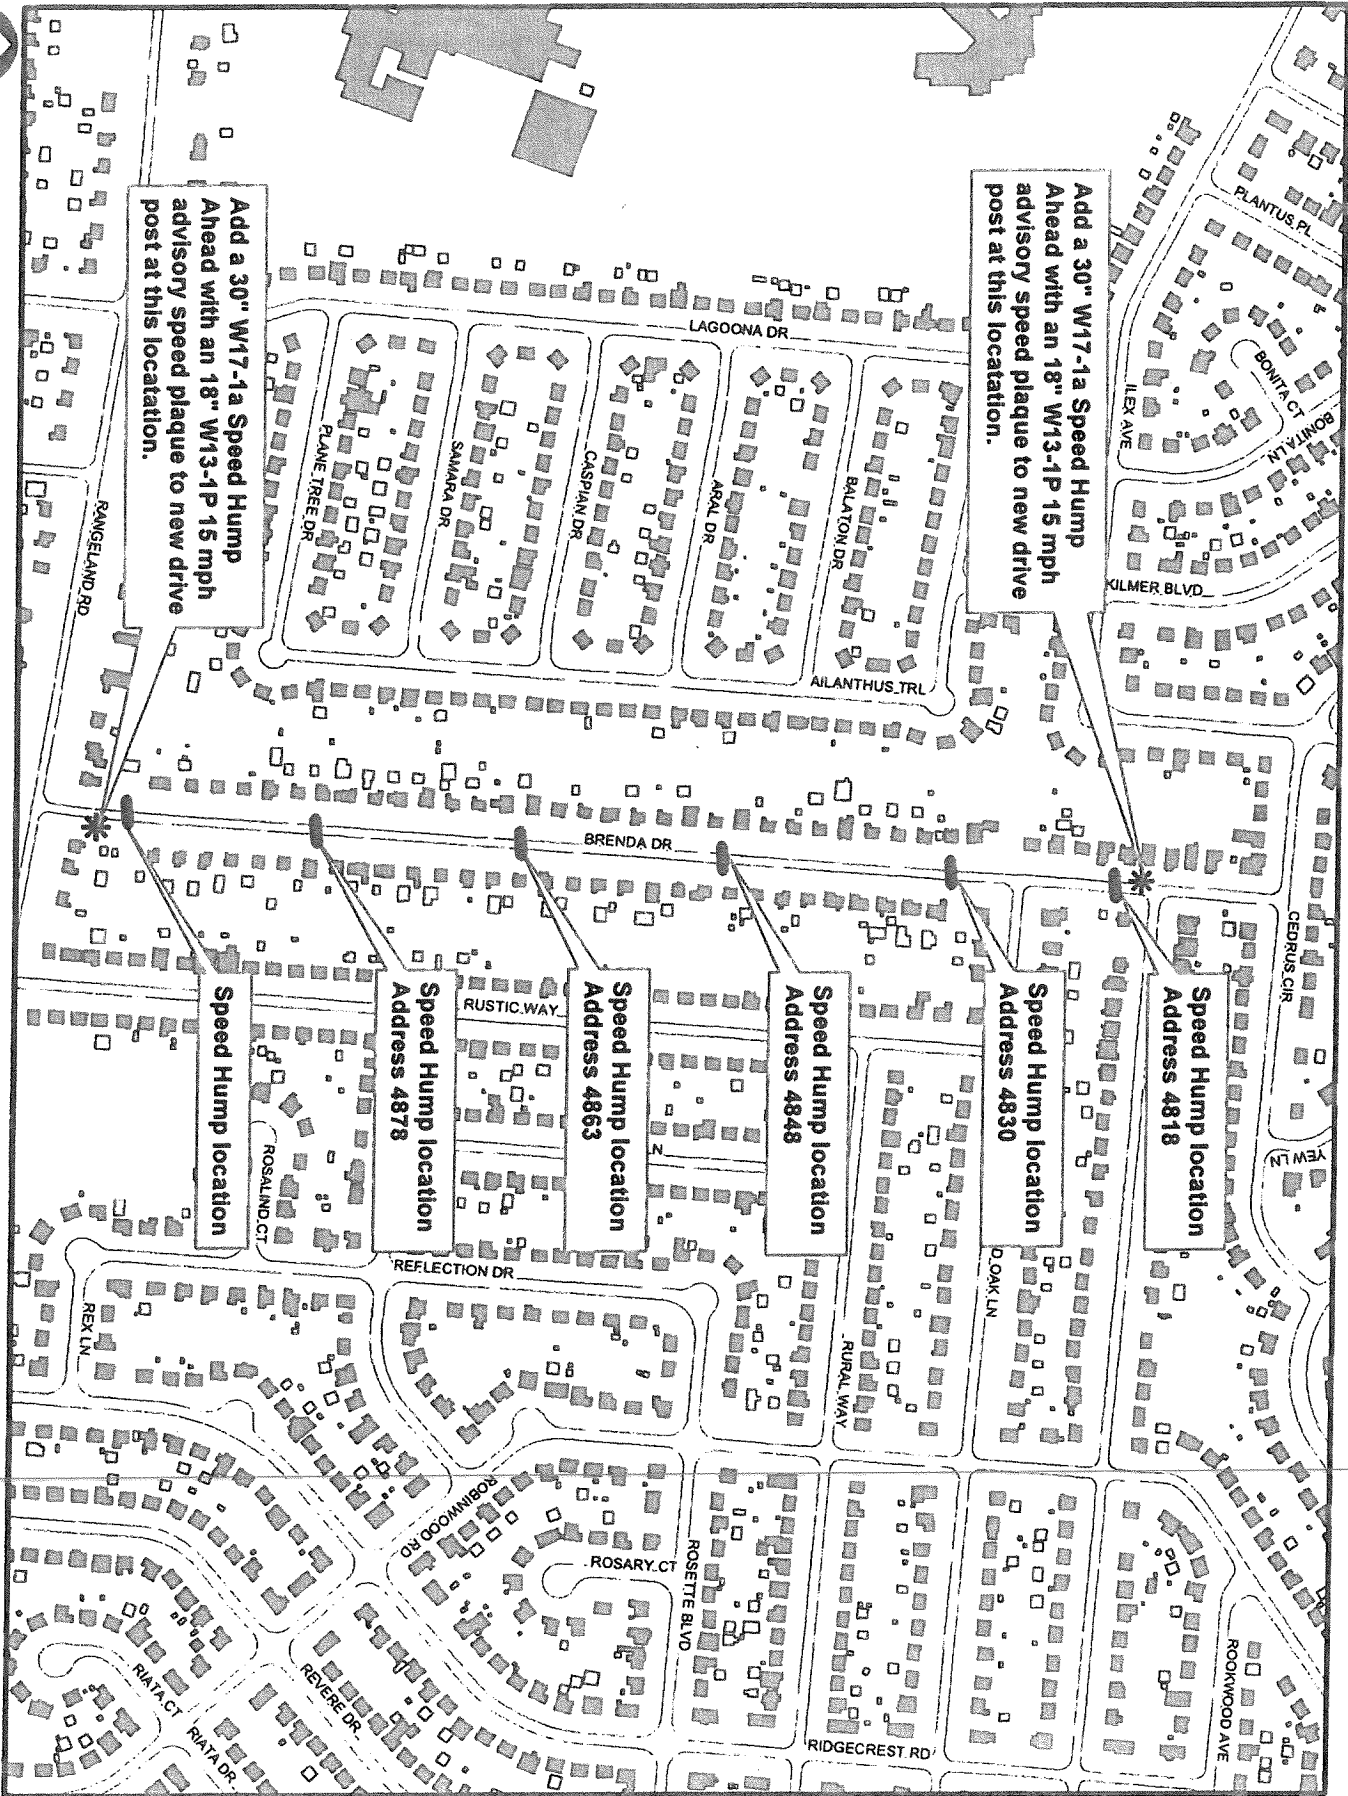 Add a 30" W17-1a Speed Hump
Ahead with an 18" W13-1P 15 mph
advisory speed plaque to new drive
post at this locatation.
Add a 30" W17-1a Speed Hump
Ahead with an 18" W13-1P 15 mph
advisory speed plaque to new drive
post at this locatation.
Speed Hump location
Address 4818
Speed Hump location
Address 4830
Speed Hump location
Address 4848
Speed Hump location
Address 4863
Speed Hump location
Address 4878
Speed Hump location
PLANTUS PL
BONITA CT
BONITA LN
ILEX AVE
KILMER BLVD
LAGOONA DR
BALATON DR
ARAL DR
CASPIAN DR
SAMARA DR
PLANE TREE DR
RANGELAND RD
AILANTHUS TRL
BRENDA DR
CEDRUS CIR
YEW LN
RUSTIC WAY
N
D OAK LN
ROSALIND CT
REFLECTION DR
REX LN
RURAL WAY
ROBINWOOD RD
ROSARY CT
ROSETTE BLVD
ROOKWOOD AVE
RIDGECREST RD
REVERE DR
RIATA CT
RIATA DR